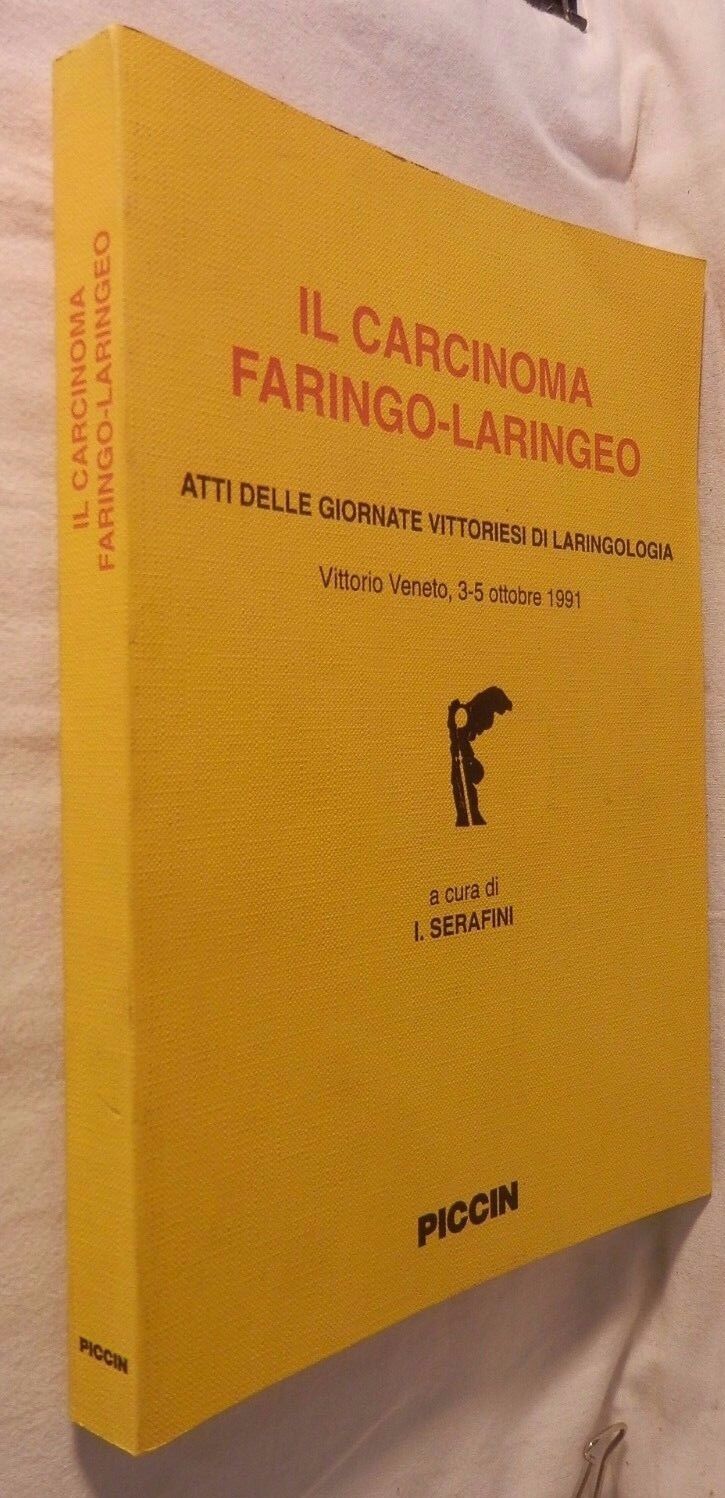 IL CARCINOMA
FARINGO-LARINGEO
PICCIN
IL CARCINOMA
FARINGO-LARINGEO
ATTI DELLE GIORNATE VITTORIESI DI LARINGOLOGIA
Vittorio Veneto, 3-5 ottobre 1991
a cura di
I. SERAFINI
PICCIN